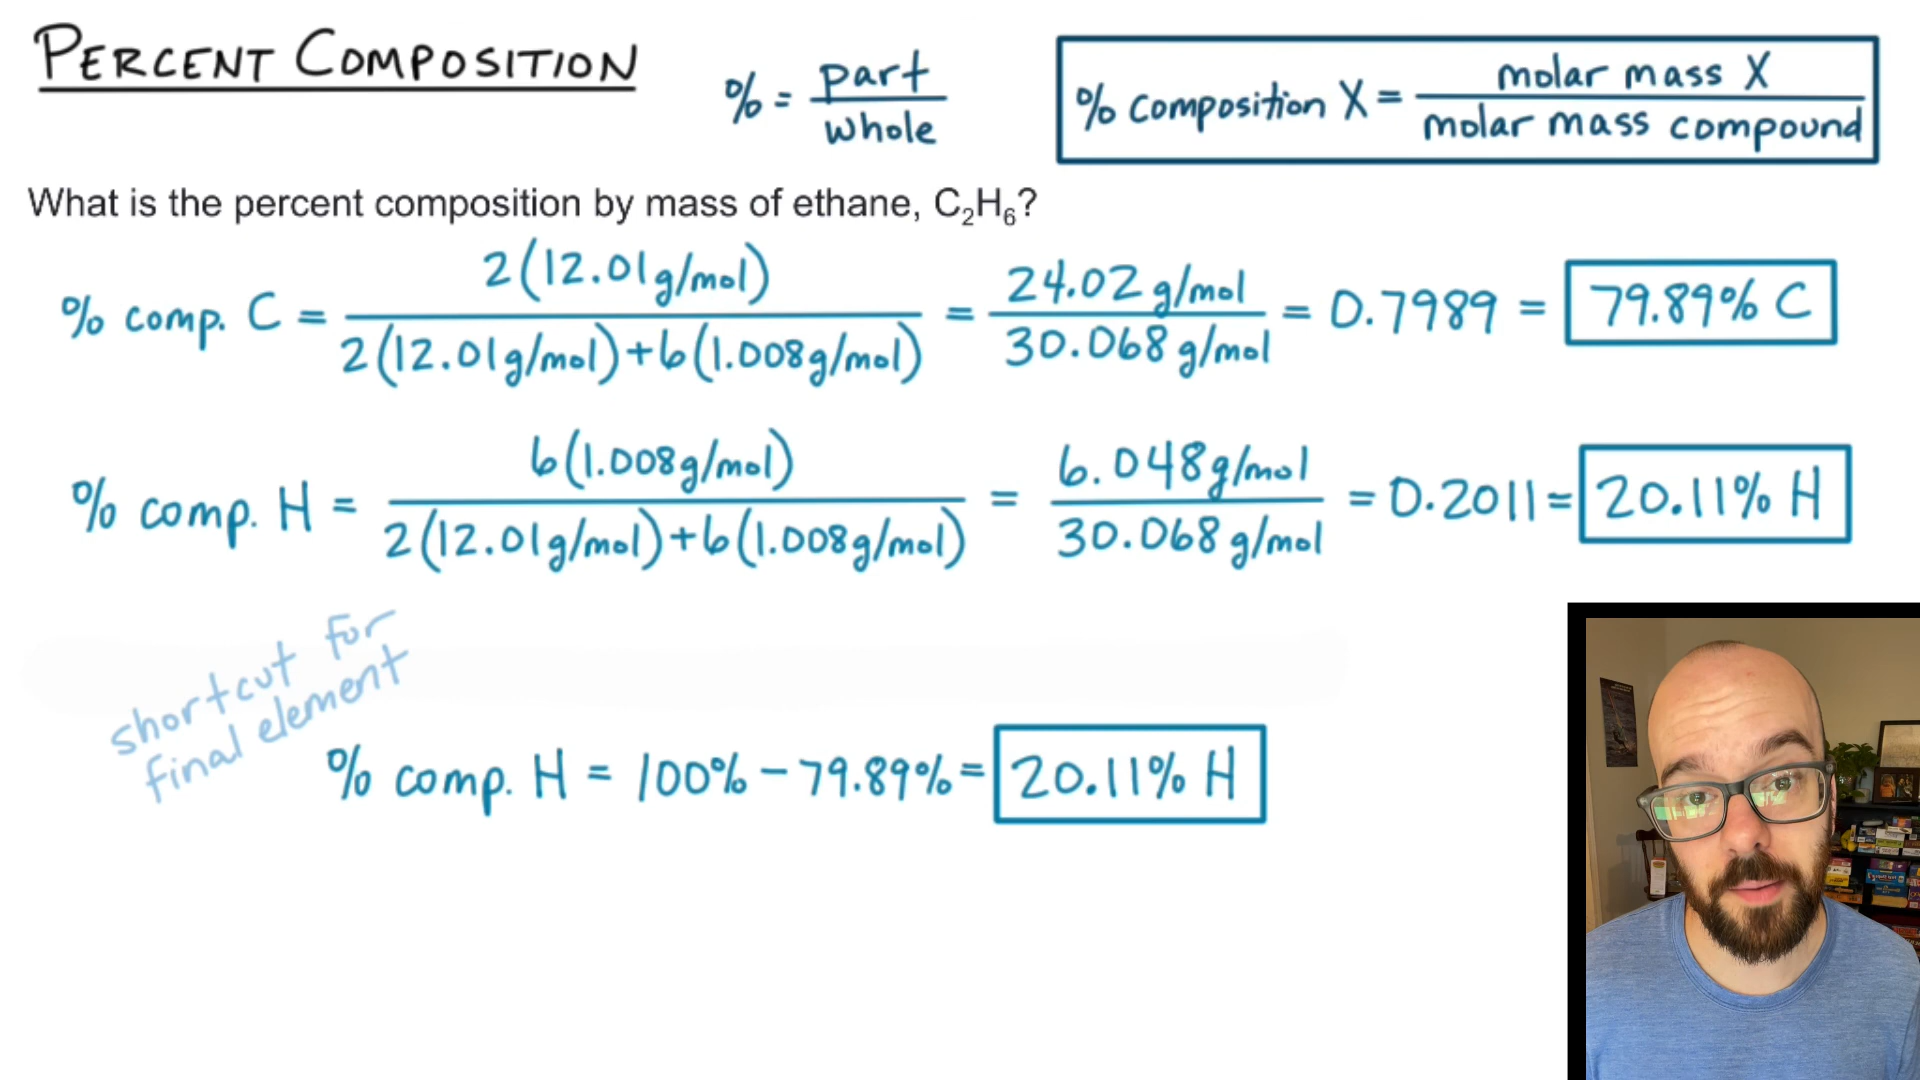 PERCENT COMPOSITION
% = part / whole
% composition X = molar mass X / molar mass compound
What is the percent composition by mass of ethane, C₂H₆?
% comp. C = 2(12.01g/mol) / 2(12.01g/mol)+6(1.008g/mol) = 24.02g/mol / 30.068g/mol = 0.7989 = 79.89% C
% comp. H = 6(1.008g/mol) / 2(12.01g/mol)+6(1.008g/mol) = 6.048g/mol / 30.068g/mol = 0.2011 = 20.11% H
shortcut for
final element
% comp. H = 100% - 79.89% = 20.11% H